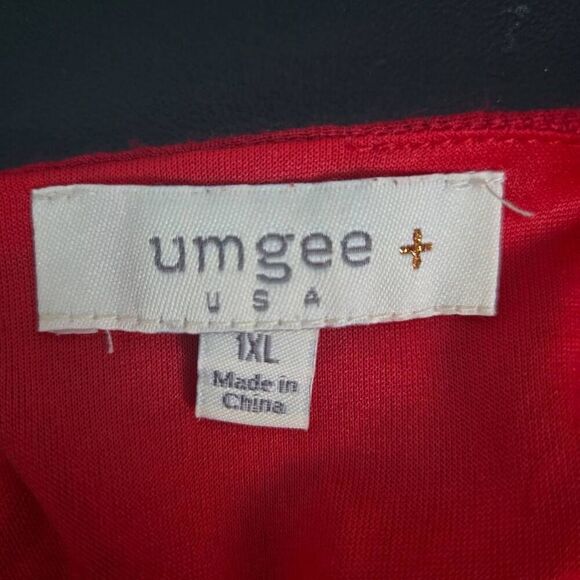 umgee +
USA
1XL
Made in
China